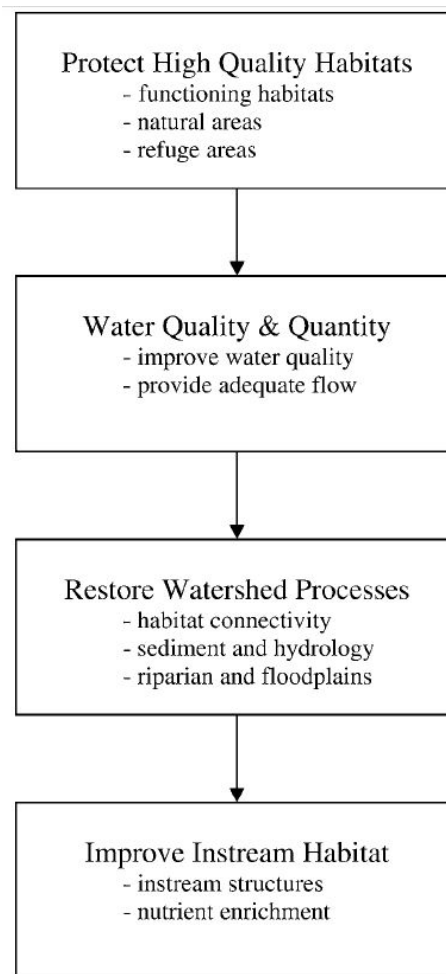 Protect High Quality Habitats
- functioning habitats
- natural areas
- refuge areas
Water Quality & Quantity
- improve water quality
- provide adequate flow
Restore Watershed Processes
- habitat connectivity
- sediment and hydrology
- riparian and floodplains
Improve Instream Habitat
- instream structures
- nutrient enrichment